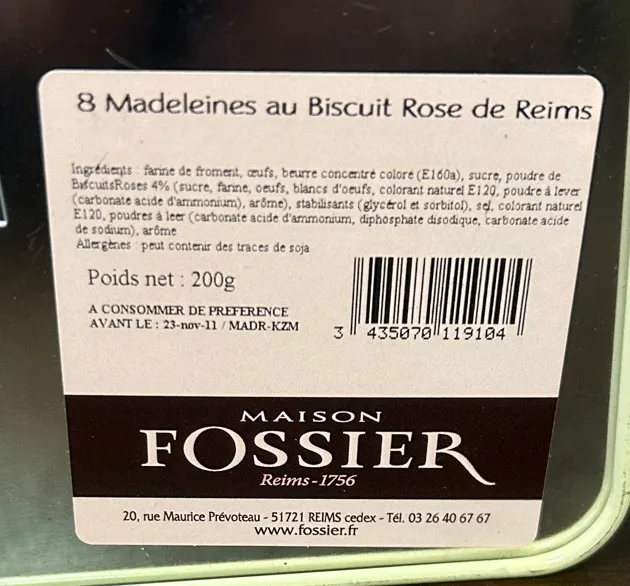 8 Madeleines au Biscuit Rose de Reims
Ingrédients : farine de froment, œufs, beurre concentré coloré (E160a), sucre, poudre de
BiscuitsRoses 4% (sucre, farine, oeufs, blancs d'oeufs, colorant naturel E120, poudre à lever
(carbonate acide d'ammonium), arôme), stabilisants (glycérol et sorbitol), sel, colorant naturel
E120, poudres à leer (carbonate acide d'ammonium, diphosphate disodique, carbonate acide
de sodium), arôme
Allergènes : peut contenir des traces de soja
Poids net : 200g
A CONSOMMER DE PREFERENCE
AVANT LE : 23-nov-11 / MADR-KZM
3 435070 119104
MAISON
FOSSIER
Reims-1756
20, rue Maurice Prévoteau - 51721 REIMS cedex - Tél. 03 26 40 67 67
www.fossier.fr